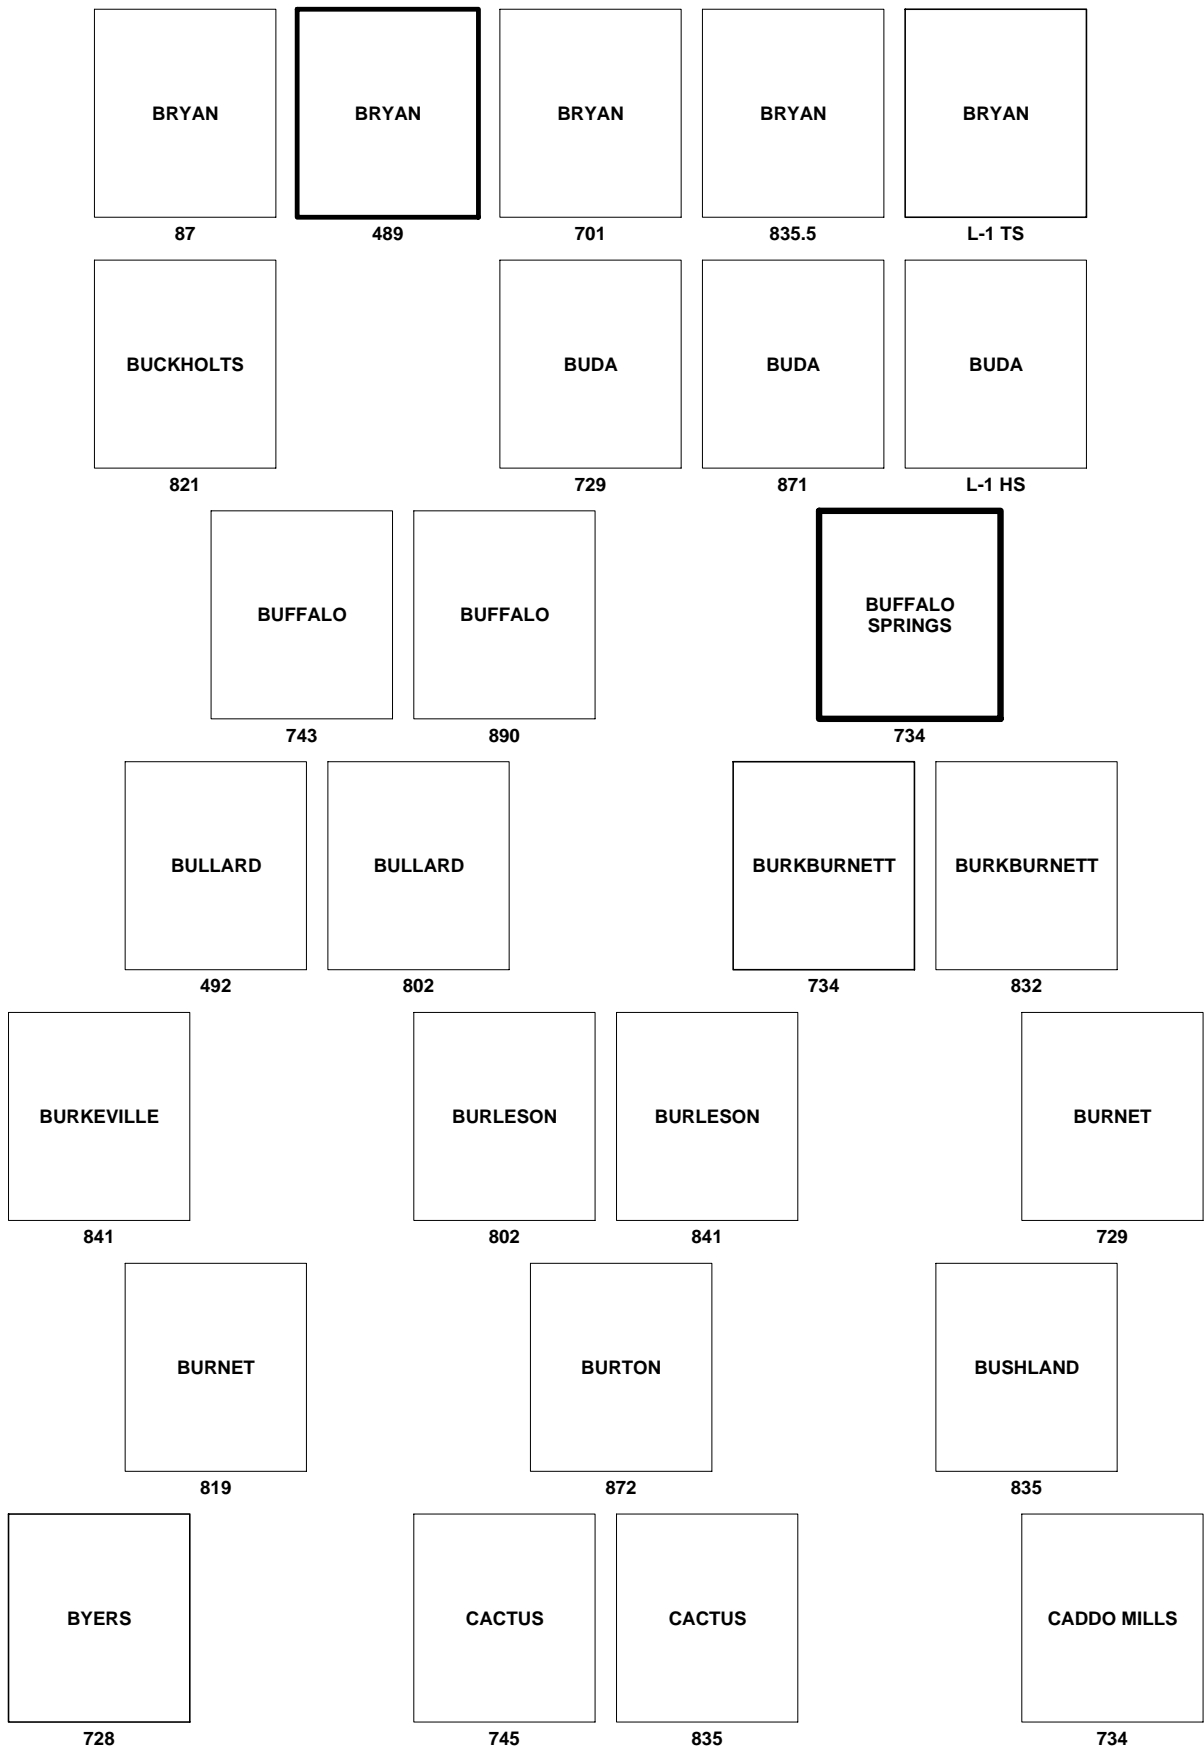 BRYAN BRYAN BRYAN BRYAN BRYAN
87 489 701 835.5 L-1 TS
BUCKHOLTS BUDA BUDA BUDA
821 729 871 L-1 HS
BUFFALO BUFFALO BUFFALO
SPRINGS
743 890 734
BULLARD BULLARD BURKBURNETT BURKBURNETT
492 802 734 832
BURKEVILLE BURLESON BURLESON BURNET
841 802 841 729
BURNET BURTON BUSHLAND
819 872 835
BYERS CACTUS CACTUS CADDO MILLS
728 745 835 734